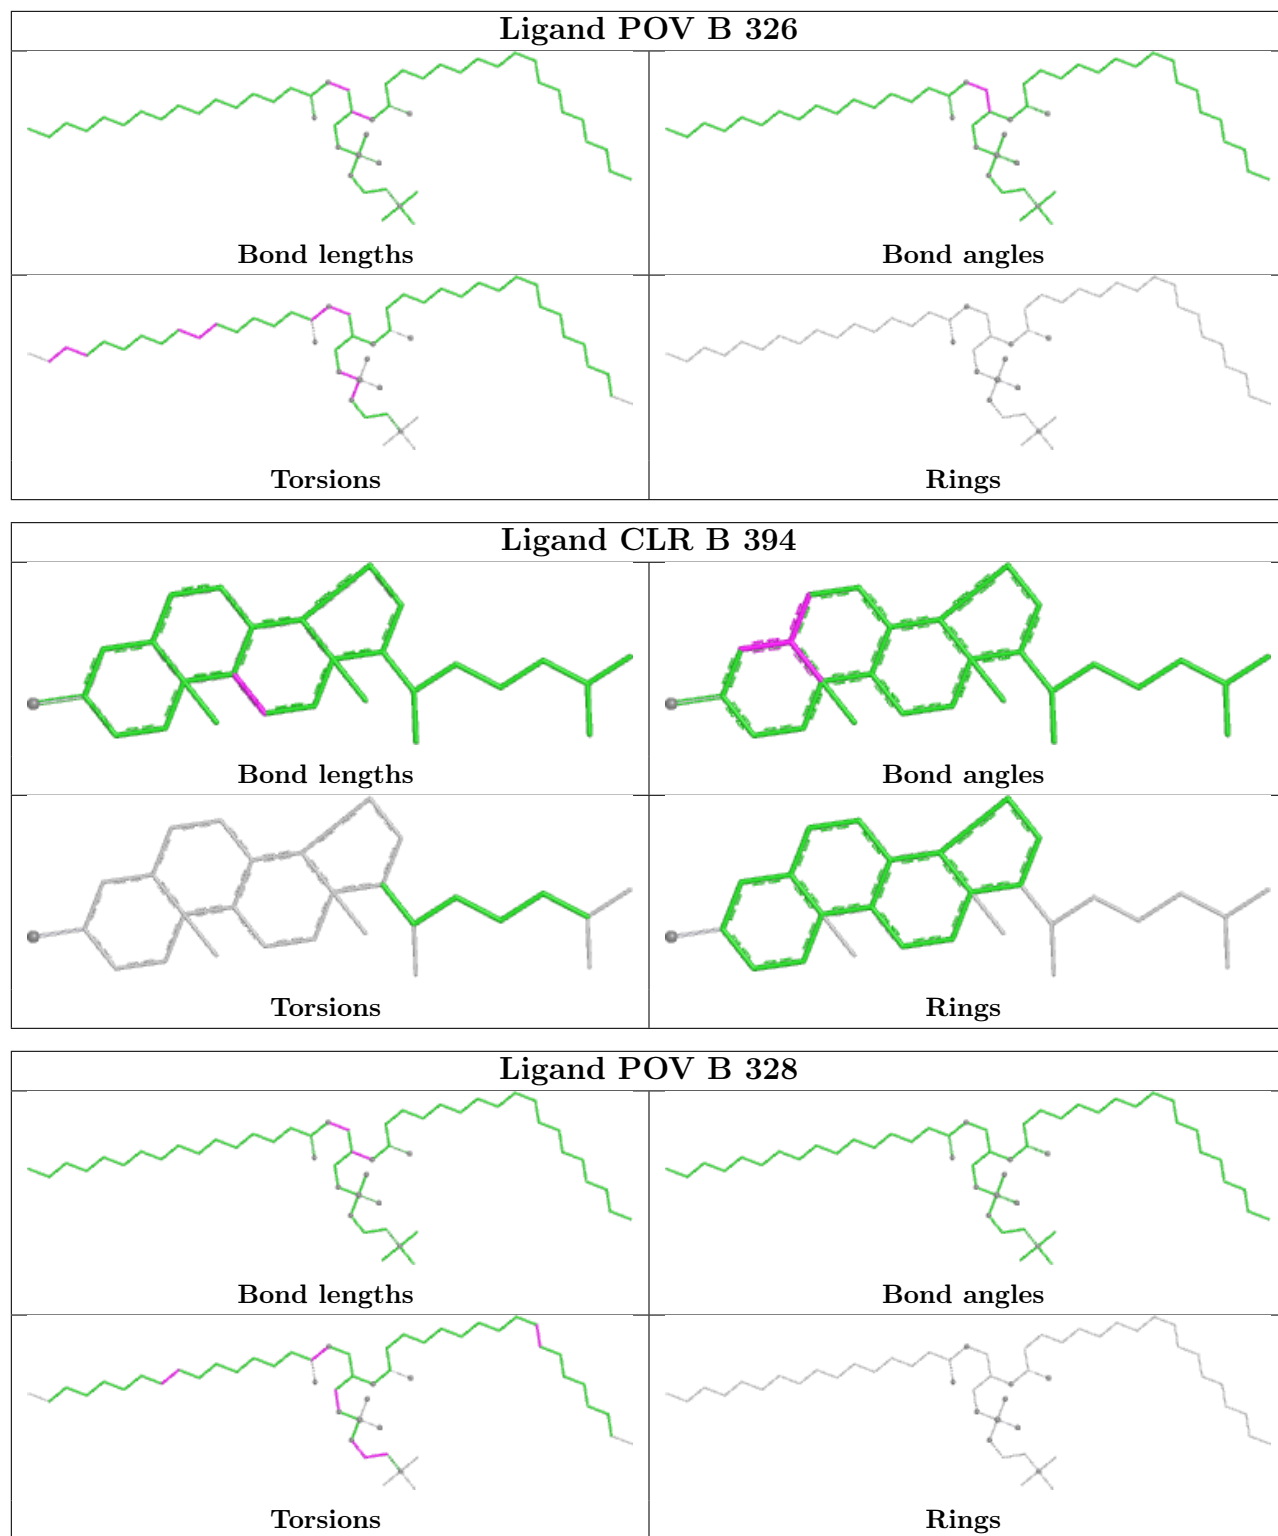 Ligand POV B 326
Bond lengths
Bond angles
Torsions
Rings
Ligand CLR B 394
Bond lengths
Bond angles
Torsions
Rings
Ligand POV B 328
Bond lengths
Bond angles
Torsions
Rings